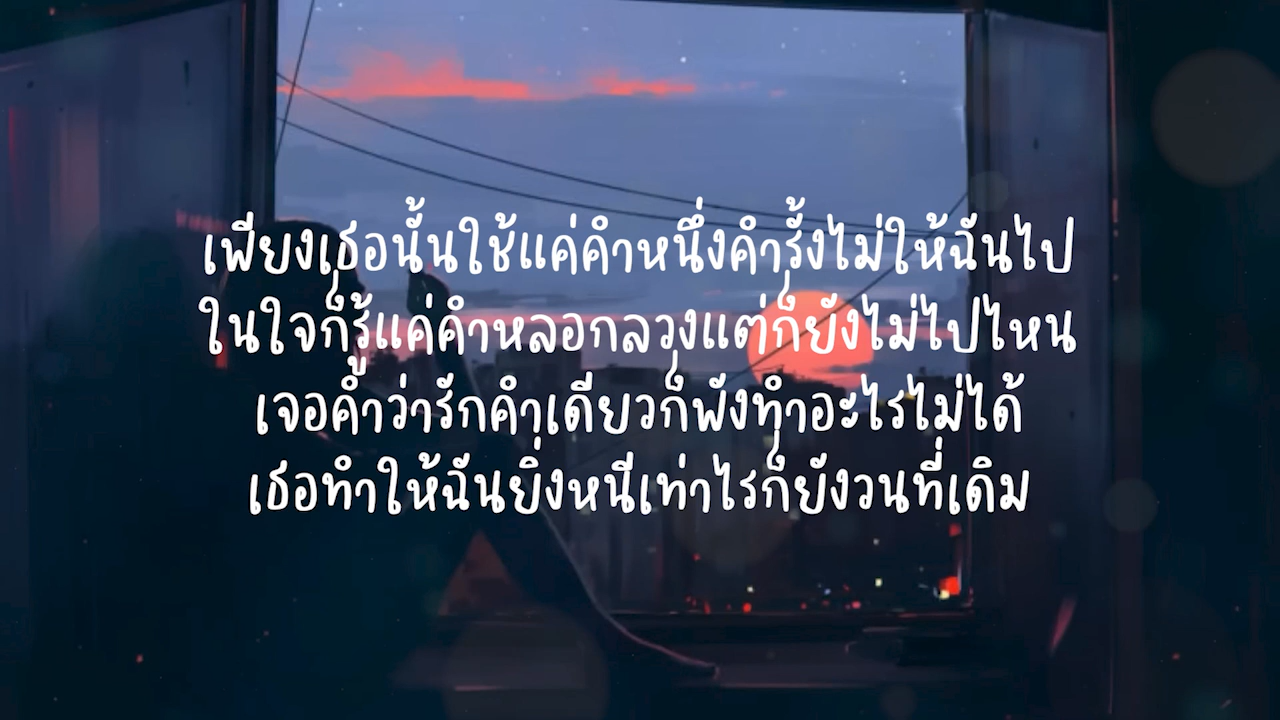 เพียงเธอนั้นใช้แค่คำหนึ่งคำรั้งไม่ให้ฉันไป
ในใจก็รู้แค่คำหลอกลวงแต่ก็ยังไม่ไปไหน
เจอคำว่ารักคำเดียวก็พังทำอะไรไม่ได้
เธอทำให้ฉันยิ่งหนีเท่าไรก็ยังวนที่เดิม